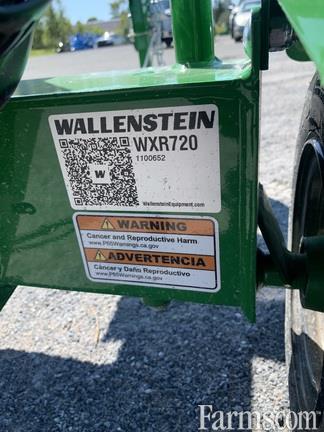 WALLENSTEIN
WXR720
1100652
W
WallensteinEquipment.com
WARNING
Cancer and Reproductive Harm
www.P65Warnings.ca.gov
ADVERTENCIA
Cáncer y Daño Reproductivo
www.P65Warnings.ca.gov
Farms.com